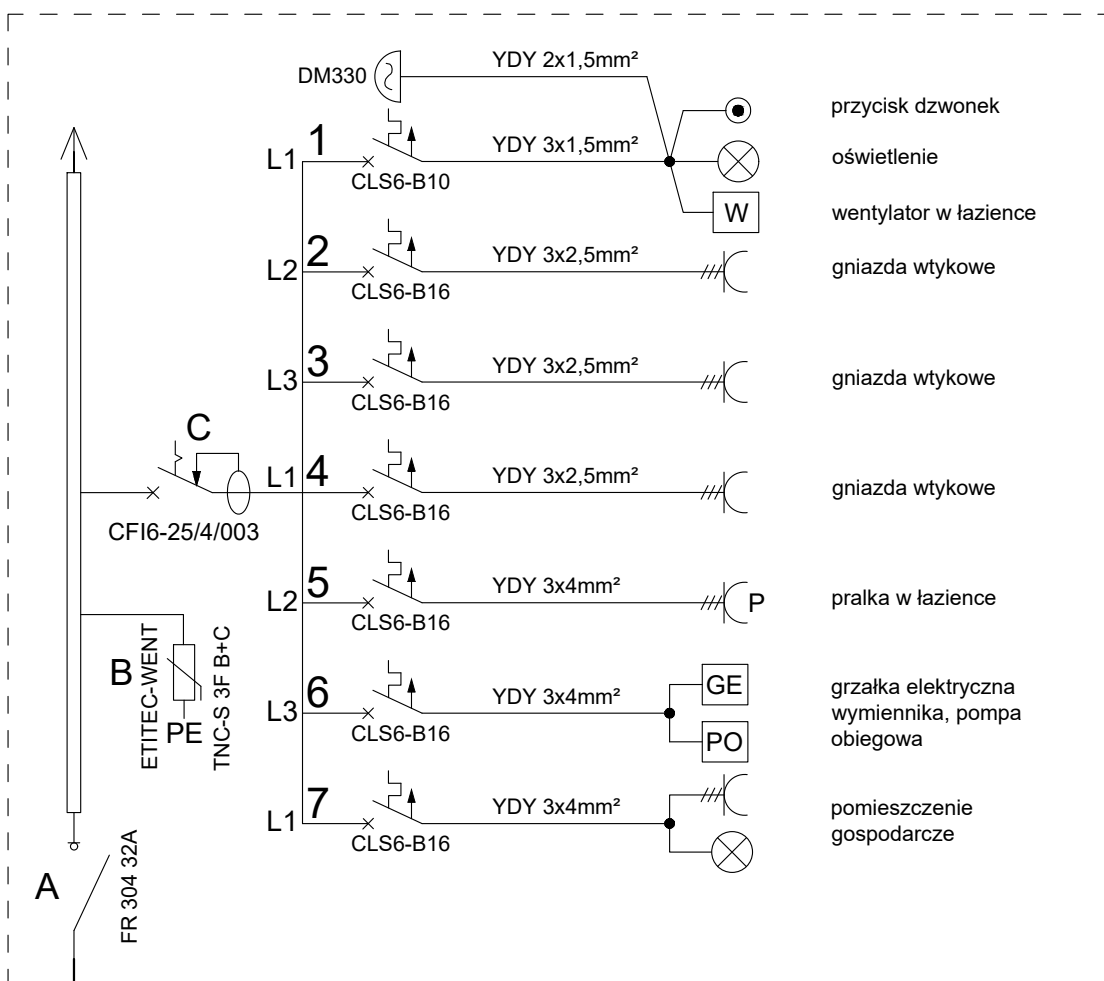 DM330
YDY 2x1,5mm²
przycisk dzwonek
L1
1
CLS6-B10
YDY 3x1,5mm²
oświetlenie
W
wentylator w łazience
L2
2
CLS6-B16
YDY 3x2,5mm²
gniazda wtykowe
L3
3
CLS6-B16
YDY 3x2,5mm²
gniazda wtykowe
C
CFI6-25/4/003
L1
4
CLS6-B16
YDY 3x2,5mm²
gniazda wtykowe
L2
5
CLS6-B16
YDY 3x4mm²
P
pralka w łazience
B
ETITEC-WENT
TNC-S 3F B+C
PE
L3
6
CLS6-B16
YDY 3x4mm²
GE
PO
grzałka elektryczna
wymiennika, pompa
obiegowa
L1
7
CLS6-B16
YDY 3x4mm²
pomieszczenie
gospodarcze
A
FR 304 32A